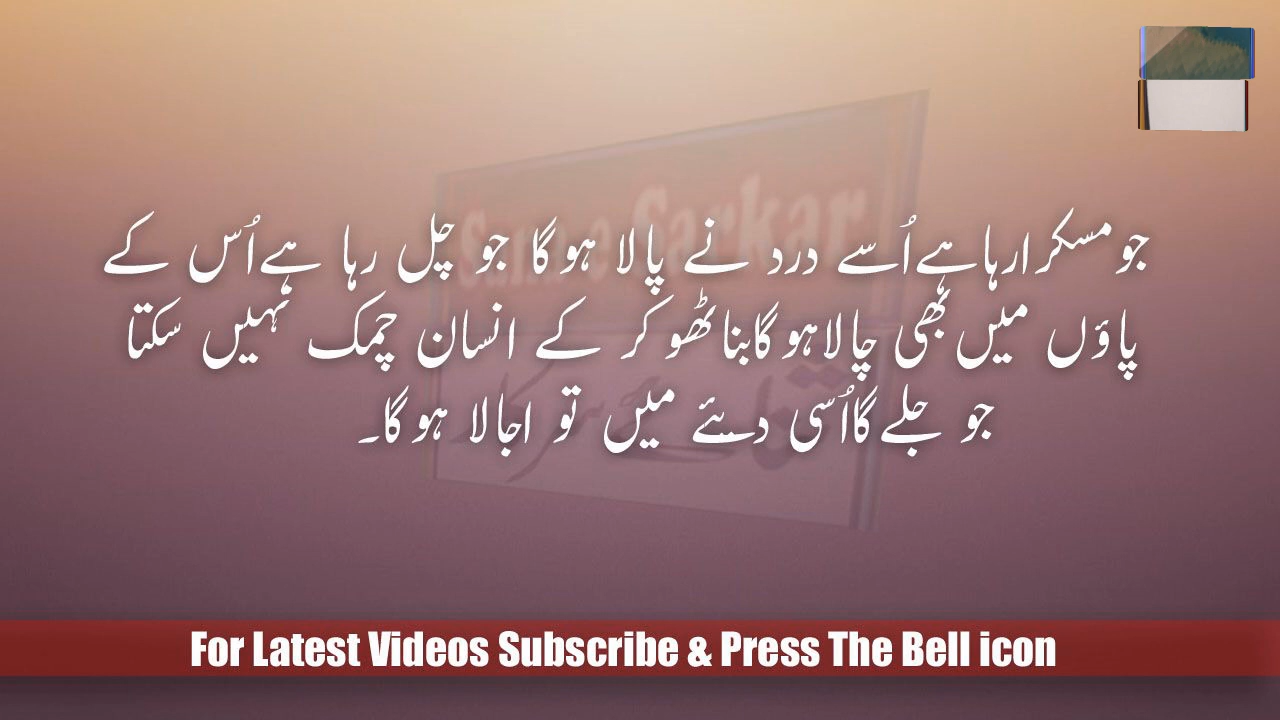 جو مسکرا رہا ہے اُسے درد نے پالا ہو گا جو چل رہا ہے اُس کے
پاؤں میں بھی چالا ہو گا بنا ٹھوکر کے انسان چمک نہیں سکتا
جو جلے گا اُسی دیئے میں تو اجالا ہو گا۔
Sarkar
For Latest Videos Subscribe & Press The Bell icon